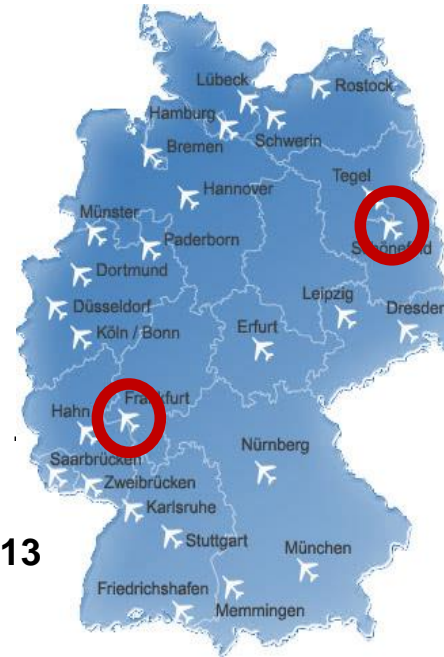 Lübeck
Rostock
Hamburg
Schwerin
Bremen
Tegel
Hannover
Münster
Schönefeld
Paderborn
Dortmund
Leipzig
Düsseldorf
Dresden
Köln / Bonn
Erfurt
Frankfurt
Hahn
Nürnberg
Saarbrücken
Zweibrücken
Karlsruhe
Stuttgart
13
München
Friedrichshafen
Memmingen